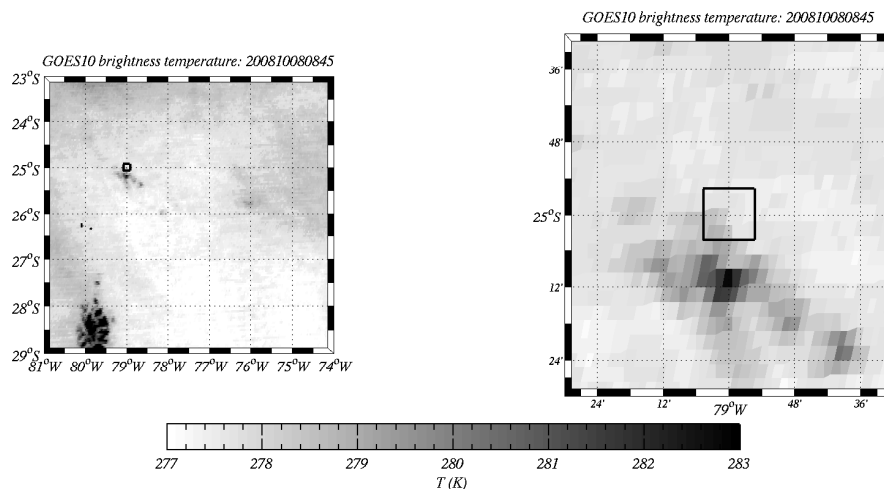 GOES10 brightness temperature: 200810080845
23°S
24°S
25°S
26°S
27°S
28°S
29°S
81°W 80°W 79°W 78°W 77°W 76°W 75°W 74°W
GOES10 brightness temperature: 200810080845
36'
48'
25°S
12'
24'
24' 12' 79°W 48' 36'
277 278 279 280 281 282 283
T (K)